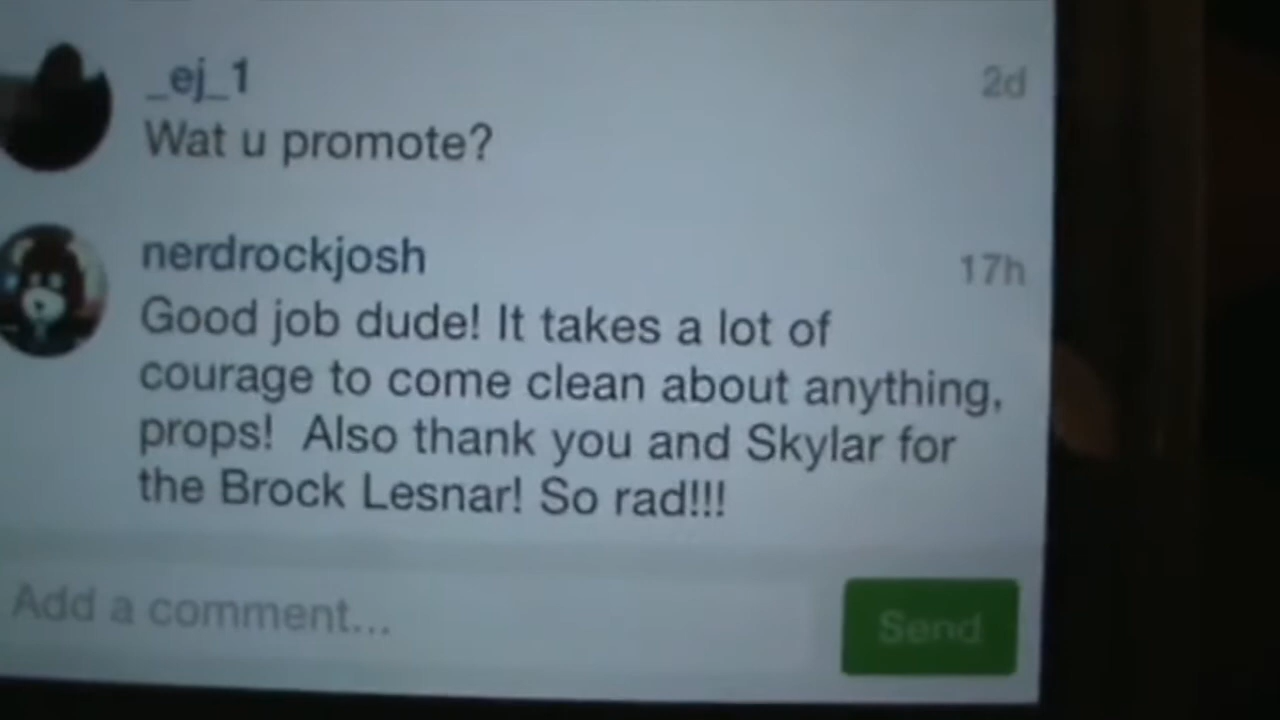 _ej_1
2d
Wat u promote?
nerdrockjosh
17h
Good job dude! It takes a lot of
courage to come clean about anything,
props!  Also thank you and Skylar for
the Brock Lesnar! So rad!!!
Add a comment...
Send